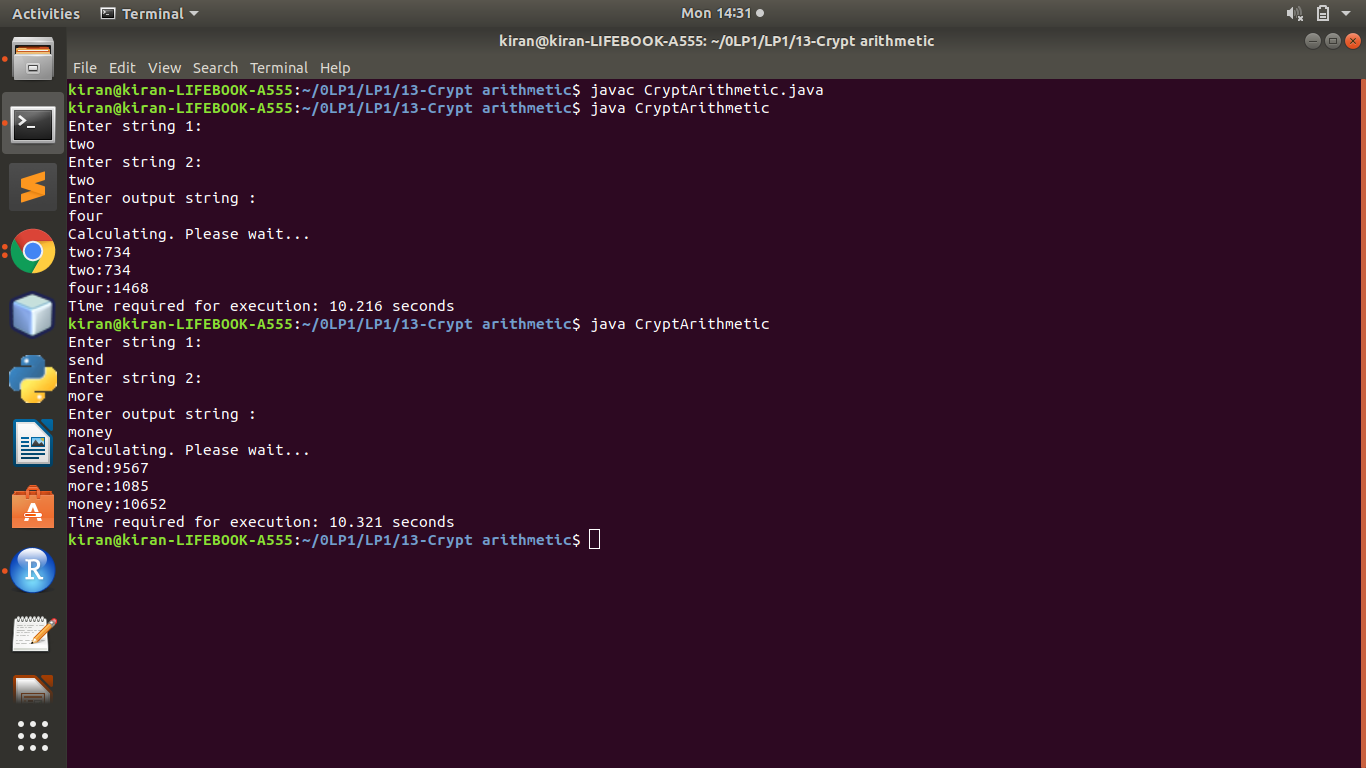 Activities Terminal Mon 14:31
kiran@kiran-LIFEBOOK-A555: ~/0LP1/LP1/13-Crypt arithmetic
File Edit View Search Terminal Help
kiran@kiran-LIFEBOOK-A555:~/0LP1/LP1/13-Crypt arithmetic$ javac CryptArithmetic.java
kiran@kiran-LIFEBOOK-A555:~/0LP1/LP1/13-Crypt arithmetic$ java CryptArithmetic
Enter string 1:
two
Enter string 2:
two
Enter output string :
four
Calculating. Please wait...
two:734
two:734
four:1468
Time required for execution: 10.216 seconds
kiran@kiran-LIFEBOOK-A555:~/0LP1/LP1/13-Crypt arithmetic$ java CryptArithmetic
Enter string 1:
send
Enter string 2:
more
Enter output string :
money
Calculating. Please wait...
send:9567
more:1085
money:10652
Time required for execution: 10.321 seconds
kiran@kiran-LIFEBOOK-A555:~/0LP1/LP1/13-Crypt arithmetic$